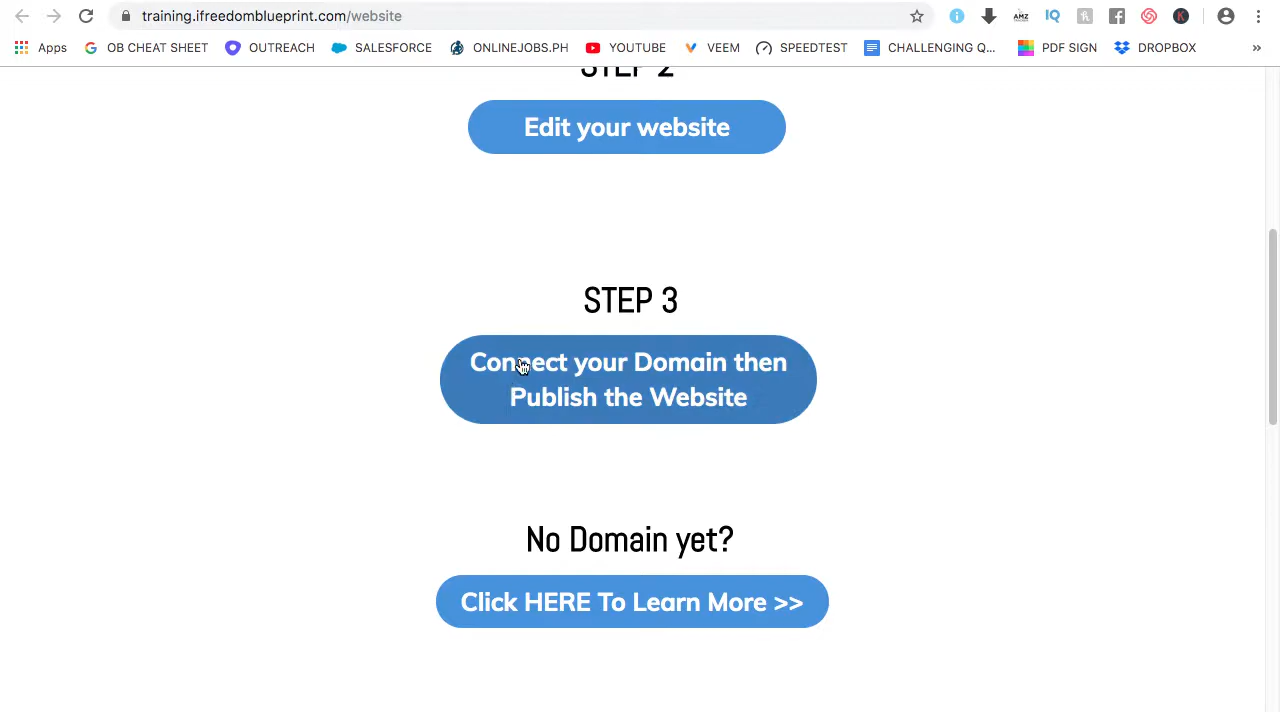 training.ifreedomblueprint.com/website
Apps OB CHEAT SHEET OUTREACH SALESFORCE ONLINEJOBS.PH YOUTUBE VEEM SPEEDTEST CHALLENGING Q... PDF SIGN DROPBOX »
STEP 2
Edit your website
STEP 3
Connect your Domain then
Publish the Website
No Domain yet?
Click HERE To Learn More >>